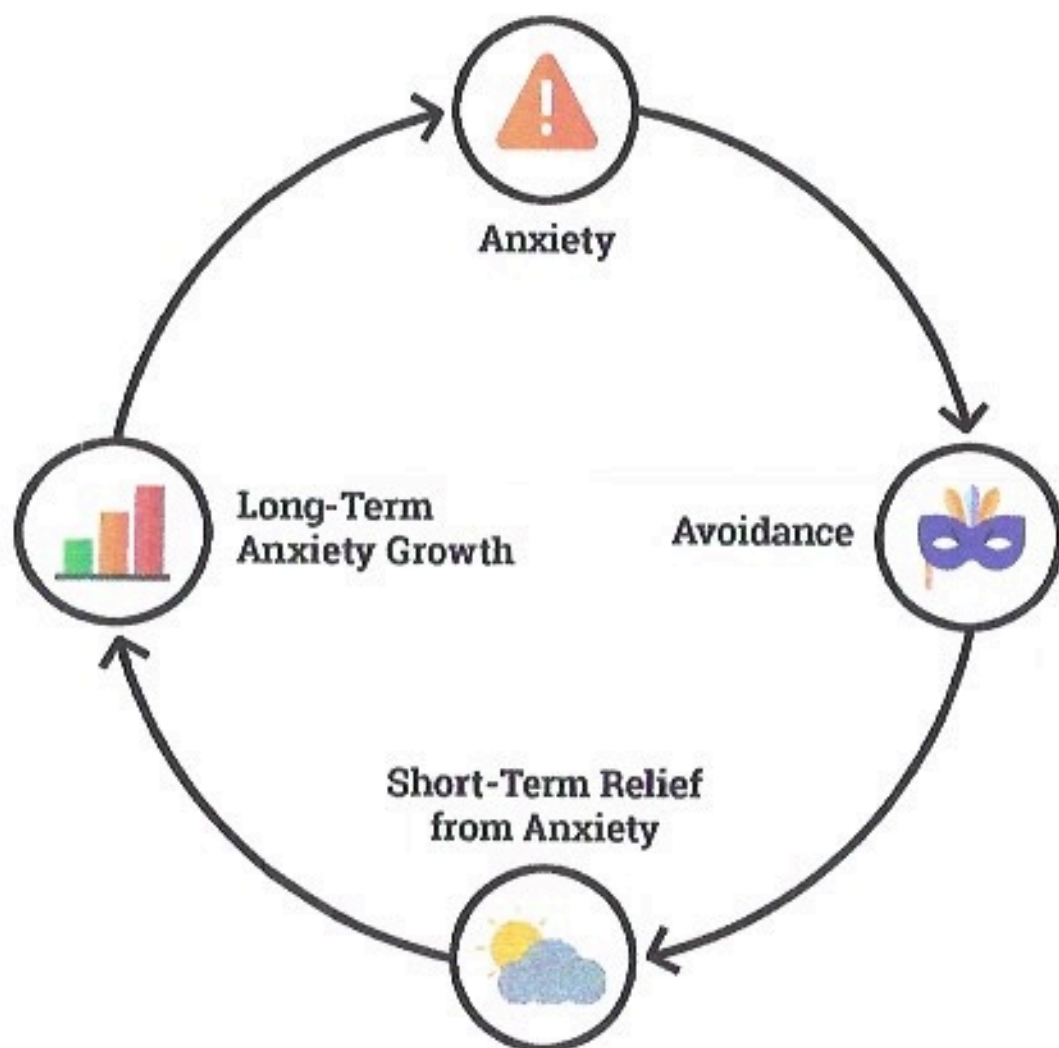 Anxiety
Avoidance
Short-Term Relief
from Anxiety
Long-Term
Anxiety Growth